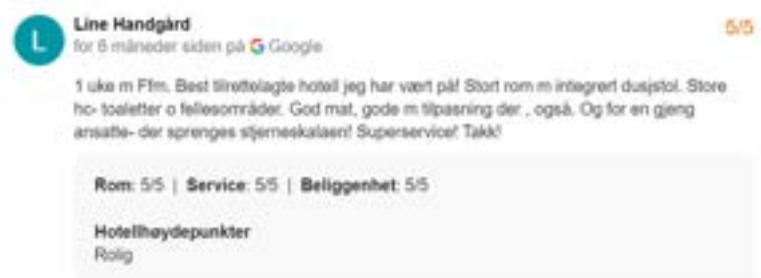 L
Line Handgård
5/5
for 6 måneder siden på G Google
1 uke m Ffm. Best tilrettelagte hotell jeg har vært på! Stort rom m integrert dusjstol. Store
hc- toaletter o fellesområder. God mat, gode m tilpasning der , også. Og for en gjeng
ansatte- der sprenges stjerneskalaen! Superservice! Takk!
Rom: 5/5 | Service: 5/5 | Beliggenhet: 5/5
Hotellhøydepunkter
Rolig